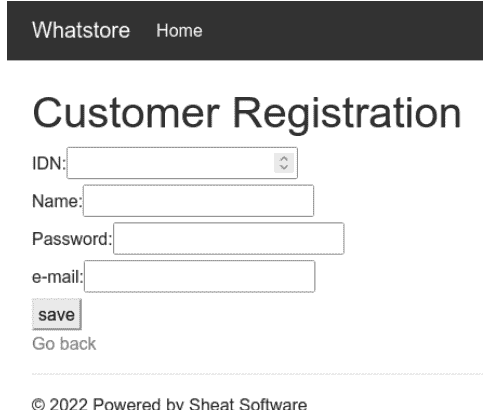 Whatstore Home
Customer Registration
IDN:
Name:
Password:
e-mail:
save
Go back
© 2022 Powered by Sheat Software